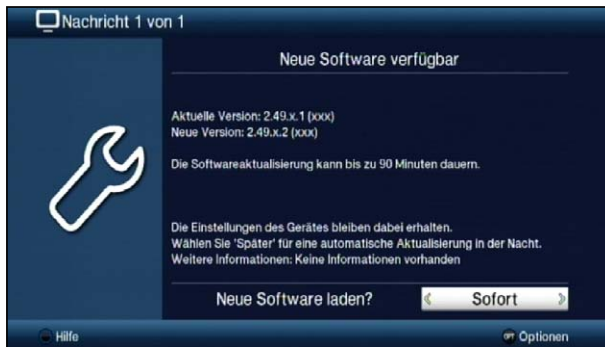 Nachricht 1 von 1
Neue Software verfügbar
Aktuelle Version: 2.49.x.1 (xxx)
Neue Version: 2.49.x.2 (xxx)
Die Softwareaktualisierung kann bis zu 90 Minuten dauern.
Die Einstellungen des Gerätes bleiben dabei erhalten.
Wählen Sie 'Später' für eine automatische Aktualisierung in der Nacht.
Weitere Informationen: Keine Informationen vorhanden
Neue Software laden? Sofort
Hilfe OPT Optionen